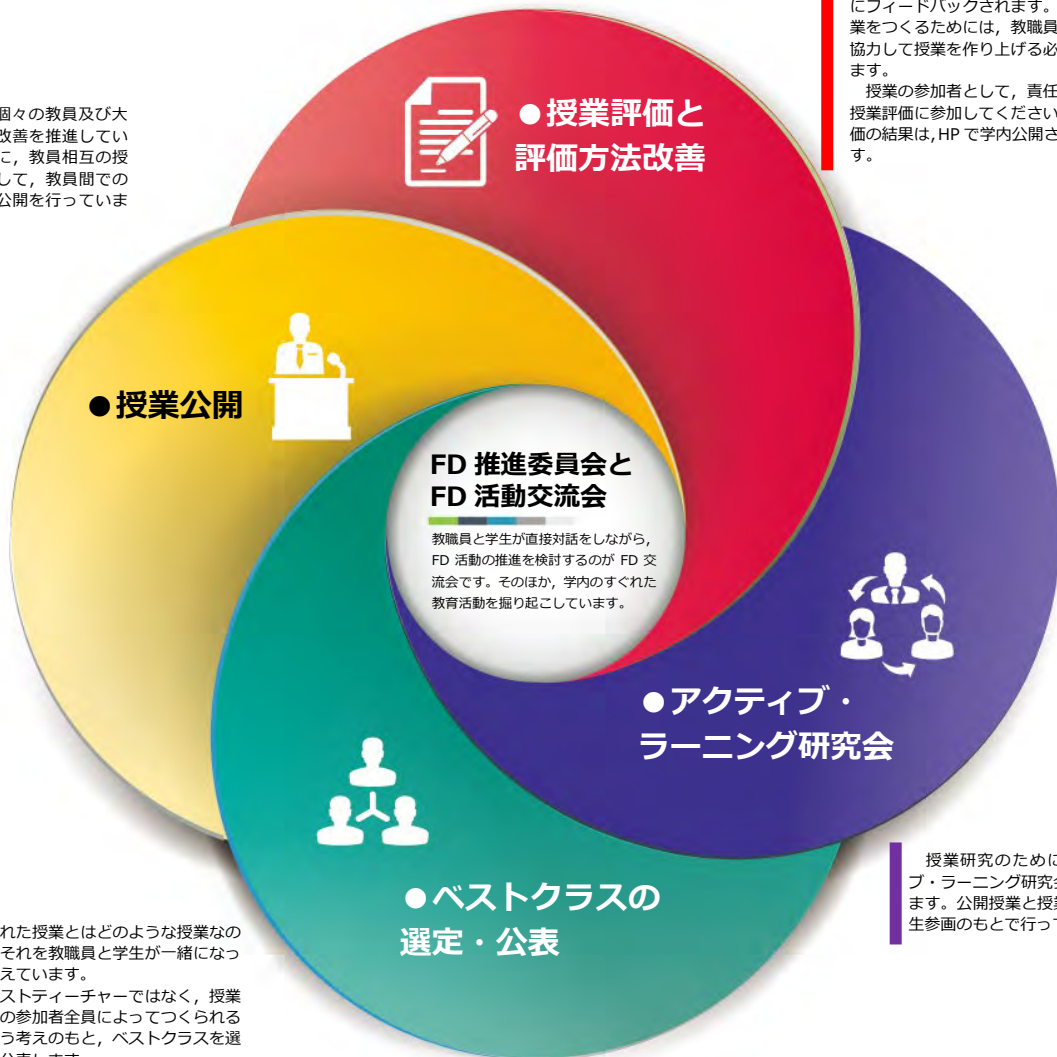 にフィードバックされます。
業をつくるためには，教職員
協力して授業を作り上げる必
ます。
授業の参加者として，責任
授業評価に参加してください
価の結果は，HP で学内公開さ
す。
個々の教員及び大
改善を推進してい
に，教員相互の授
して，教員間での
公開を行っていま
●授業評価と
評価方法改善
●授業公開
FD 推進委員会と
FD 活動交流会
教職員と学生が直接対話をしながら，
FD 活動の推進を検討するのが FD 交
流会です。そのほか，学内のすぐれた
教育活動を掘り起こしています。
●アクティブ・
ラーニング研究会
●ベストクラスの
選定・公表
授業研究のために
ブ・ラーニング研究会
ます。公開授業と授業
生参画のもとで行って
れた授業とはどのような授業なの
それを教職員と学生が一緒になっ
えています。
ストティーチャーではなく，授業
の参加者全員によってつくられる
う考えのもと，ベストクラスを選